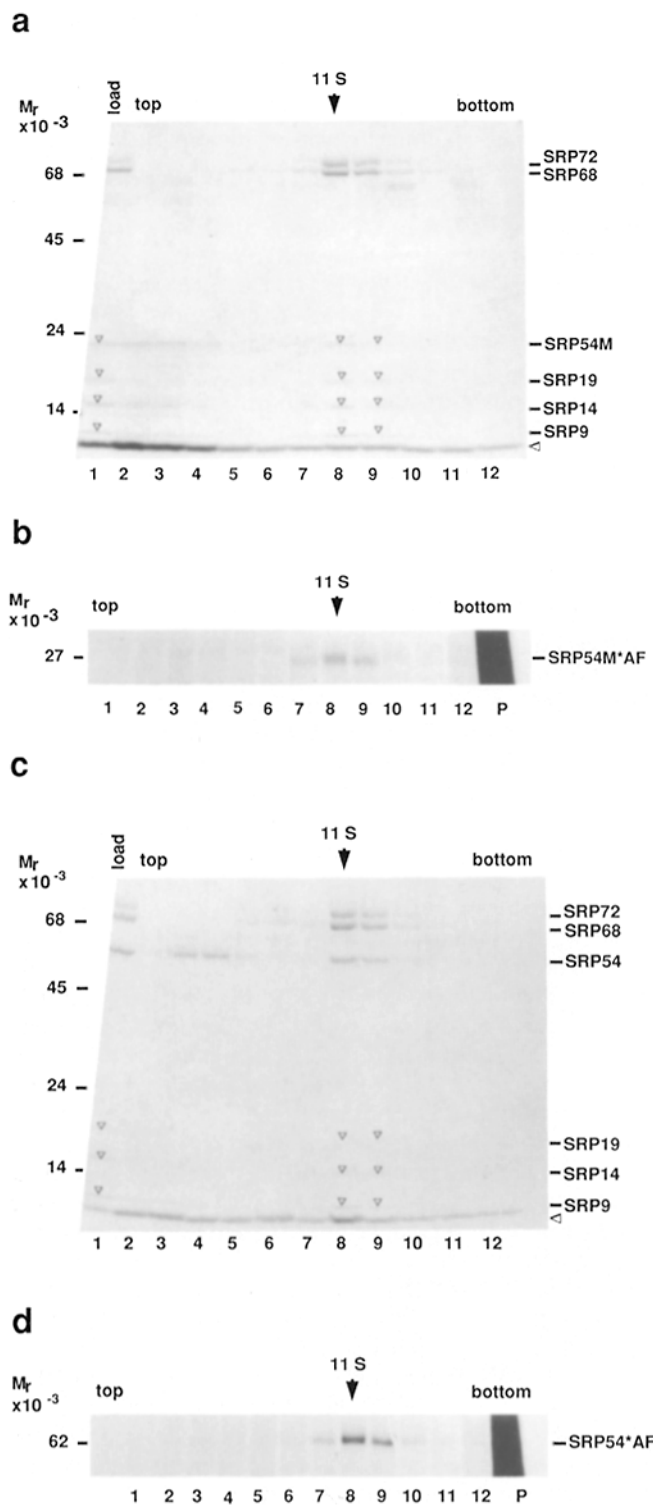 a
11 S
Mr
x10⁻³
load top bottom
SRP72
68 SRP68
45
24
SRP54M
SRP19
14 SRP14
SRP9
1 2 3 4 5 6 7 8 9 10 11 12
b
11 S
Mr
x10⁻³
top bottom
27 SRP54M*AF
1 2 3 4 5 6 7 8 9 10 11 12 P
c
11 S
Mr
x10⁻³
load top bottom
SRP72
68 SRP68
SRP54
45
24
SRP19
14 SRP14
SRP9
1 2 3 4 5 6 7 8 9 10 11 12
d
11 S
Mr
x10⁻³
top bottom
62 SRP54*AF
1 2 3 4 5 6 7 8 9 10 11 12 P